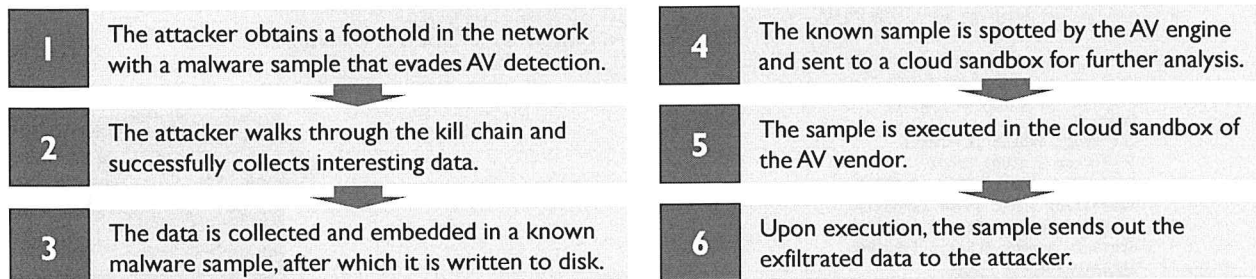 1
The attacker obtains a foothold in the network
with a malware sample that evades AV detection.
2
The attacker walks through the kill chain and
successfully collects interesting data.
3
The data is collected and embedded in a known
malware sample, after which it is written to disk.
4
The known sample is spotted by the AV engine
and sent to a cloud sandbox for further analysis.
5
The sample is executed in the cloud sandbox of
the AV vendor.
6
Upon execution, the sample sends out the
exfiltrated data to the attacker.